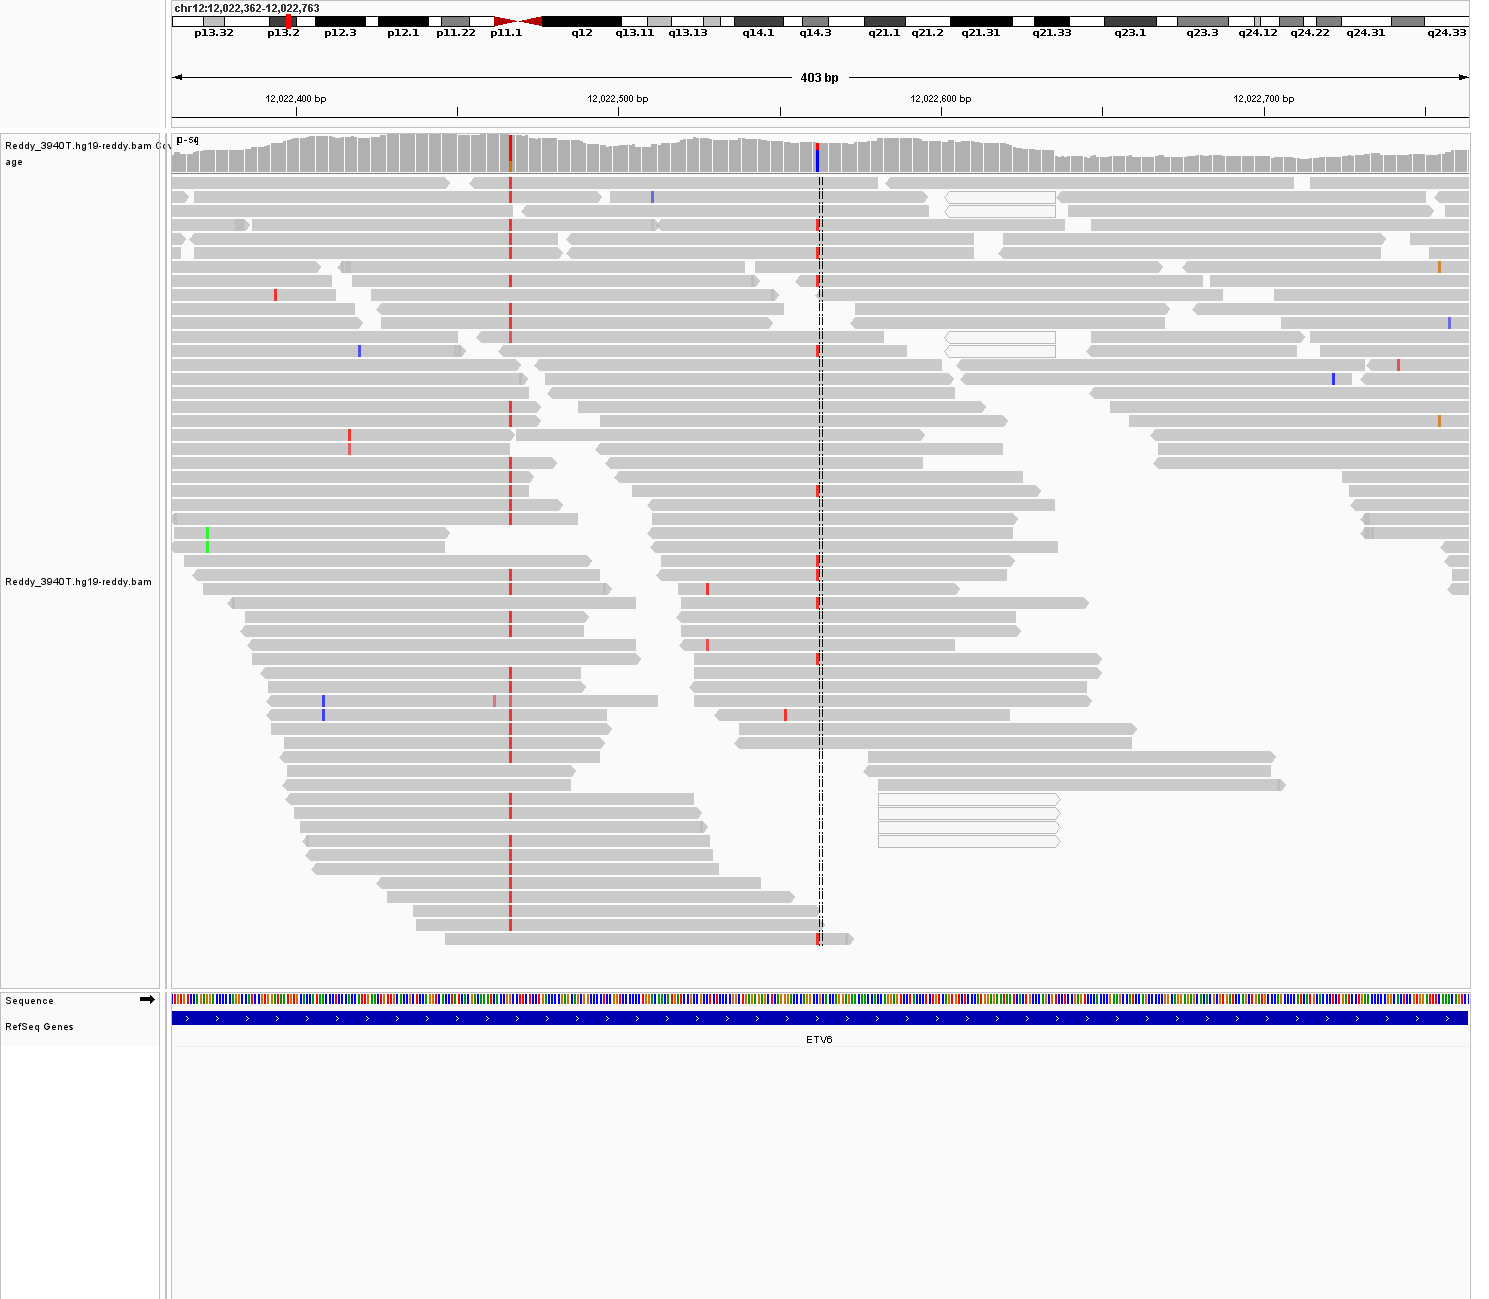 chr12:12,022,362-12,022,763
p13.32 p13.2 p12.3 p12.1 p11.22 p11.1 q12 q13.11 q13.13 q14.1 q14.3 q21.1 q21.2 q21.31 q21.33 q23.1 q23.3 q24.12 q24.22 q24.31 q24.33
403 bp
12,022,400 bp 12,022,500 bp 12,022,600 bp 12,022,700 bp
Reddy_3940T.hg19-reddy.bam Cov
age
Reddy_3940T.hg19-reddy.bam
Sequence
RefSeq Genes
ETV6